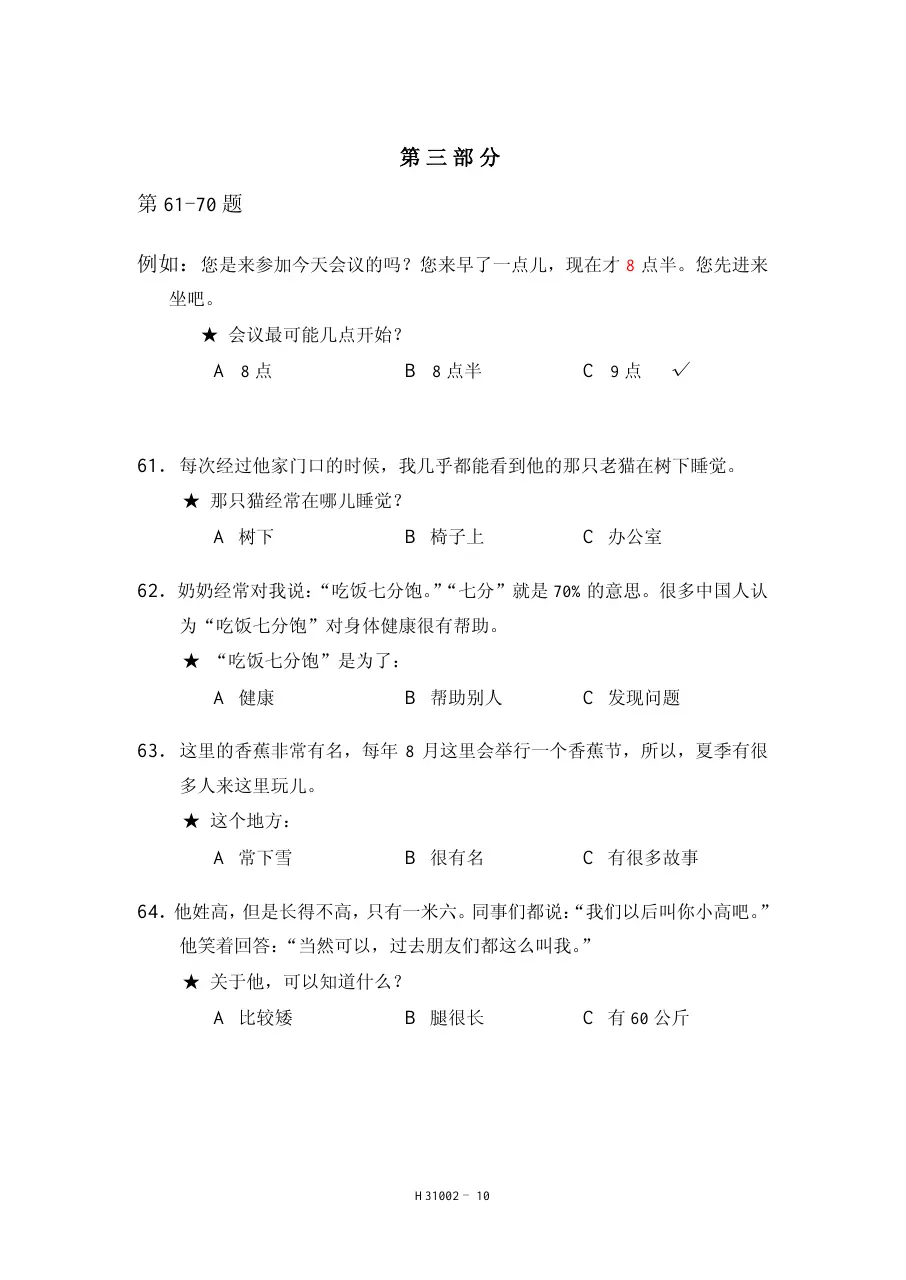 第三部分
第 61-70 题
例如：您是来参加今天会议的吗？您来早了一点儿，现在才 8 点半。您先进来
坐吧。
★ 会议最可能几点开始？
A 8 点 B 8 点半 C 9 点 ✓
61．每次经过他家门口的时候，我几乎都能看到他的那只老猫在树下睡觉。
★ 那只猫经常在哪儿睡觉？
A 树下 B 椅子上 C 办公室
62．奶奶经常对我说：“吃饭七分饱。”“七分”就是 70% 的意思。很多中国人认
为“吃饭七分饱”对身体健康很有帮助。
★ “吃饭七分饱”是为了：
A 健康 B 帮助别人 C 发现问题
63．这里的香蕉非常有名，每年 8 月这里会举行一个香蕉节，所以，夏季有很
多人来这里玩儿。
★ 这个地方：
A 常下雪 B 很有名 C 有很多故事
64．他姓高，但是长得不高，只有一米六。同事们都说：“我们以后叫你小高吧。”
他笑着回答：“当然可以，过去朋友们都这么叫我。”
★ 关于他，可以知道什么？
A 比较矮 B 腿很长 C 有 60 公斤
H31002 - 10